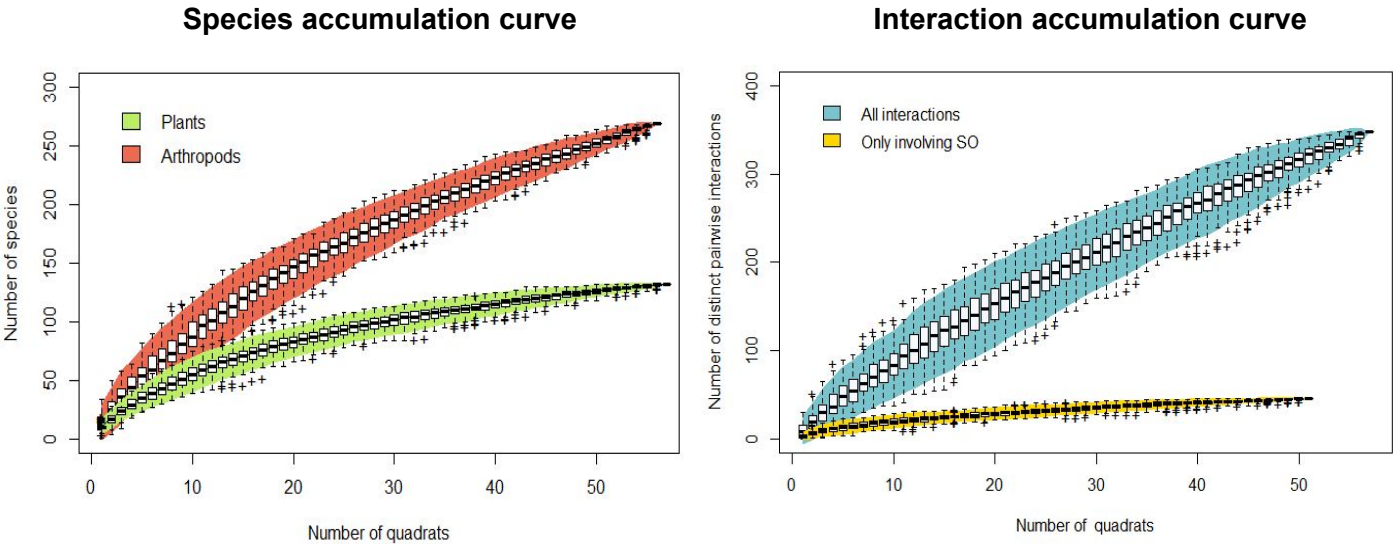 Species accumulation curve
Number of species
300
250
200
150
100
50
0
Plants
Arthropods
0 10 20 30 40 50
Number of quadrats
Interaction accumulation curve
Number of distinct pairwise interactions
400
300
200
100
0
All interactions
Only involving SO
0 10 20 30 40 50
Number of quadrats